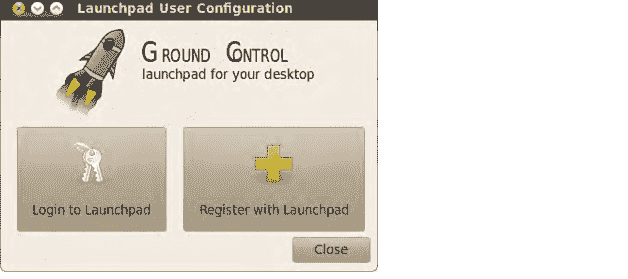 Launchpad User Configuration
GROUND CONTROL
launchpad for your desktop
Login to Launchpad
Register with Launchpad
Close